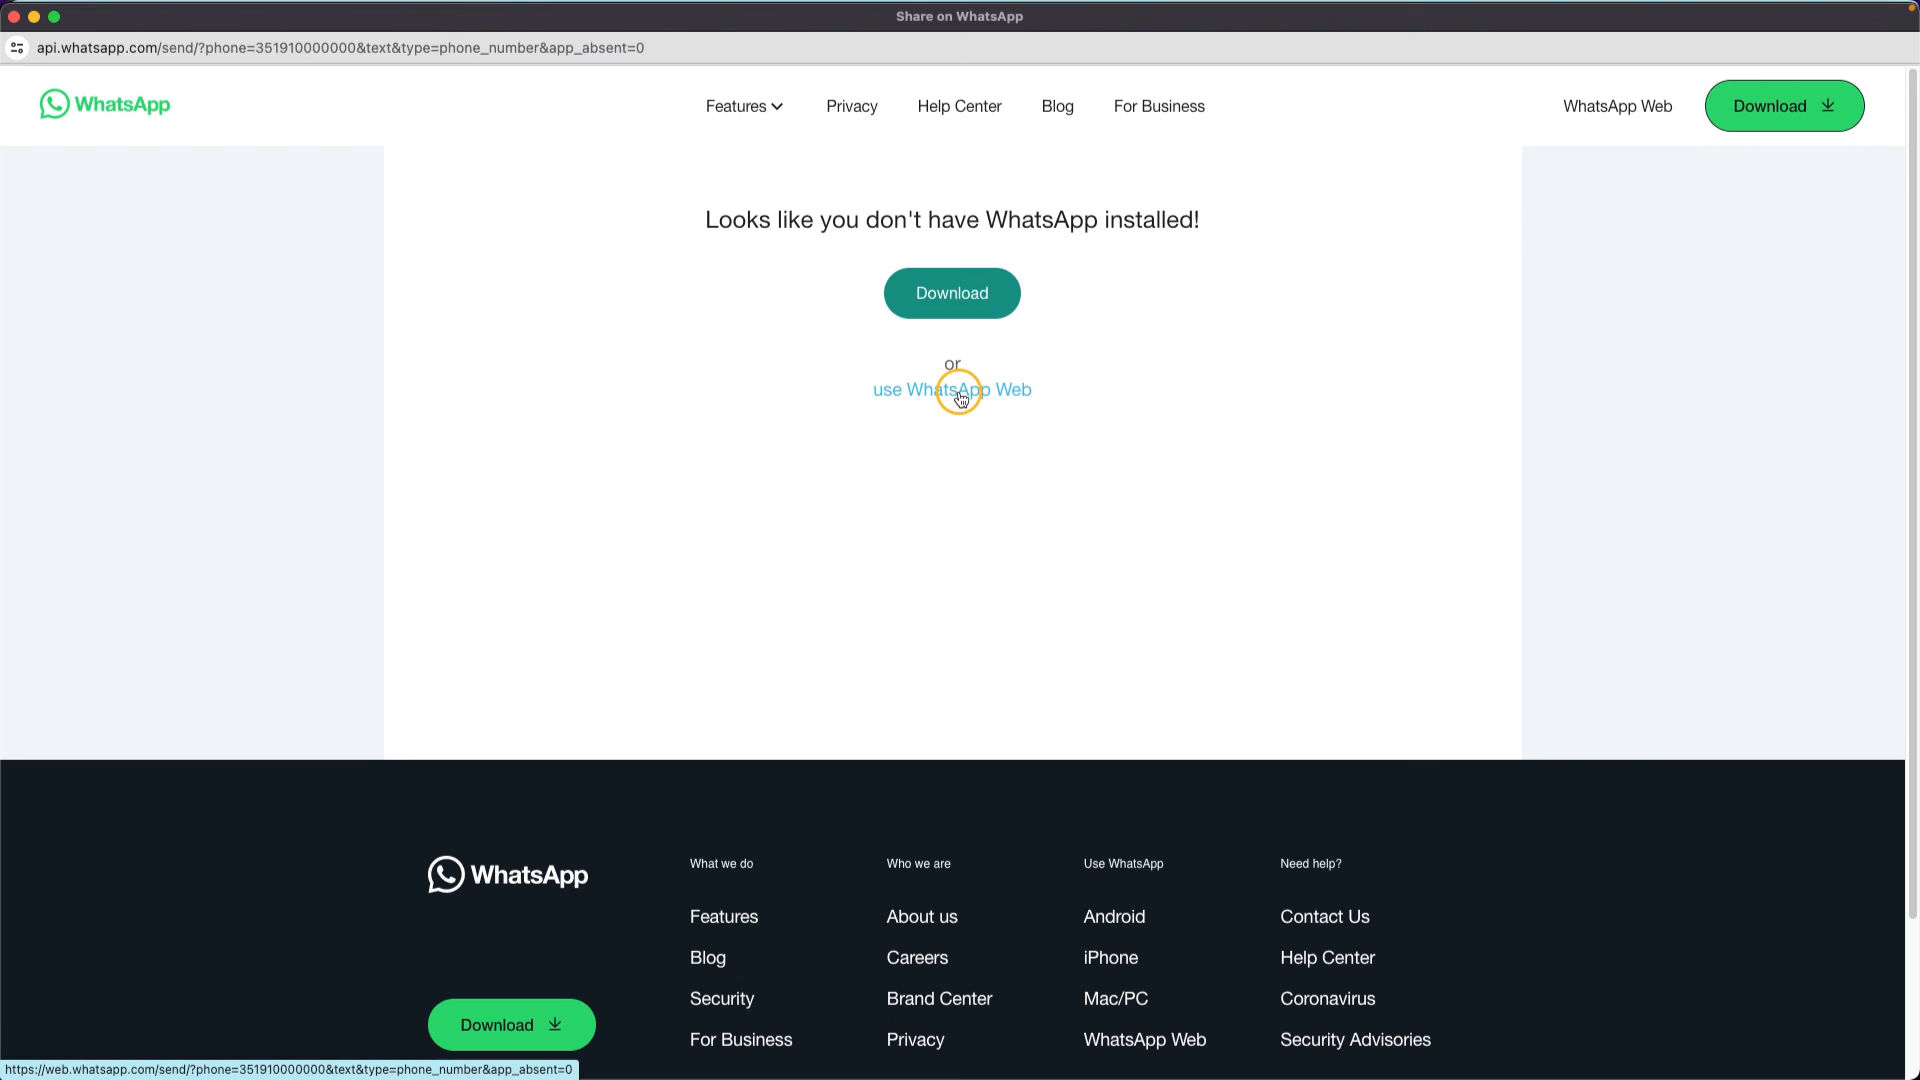 Share on WhatsApp
api.whatsapp.com/send/?phone=351910000000&text&type=phone_number&app_absent=0
WhatsApp
Features
Privacy
Help Center
Blog
For Business
WhatsApp Web
Download
Looks like you don't have WhatsApp installed!
Download
or
use WhatsApp Web
WhatsApp
Download
What we do
Features
Blog
Security
For Business
Who we are
About us
Careers
Brand Center
Privacy
Use WhatsApp
Android
iPhone
Mac/PC
WhatsApp Web
Need help?
Contact Us
Help Center
Coronavirus
Security Advisories
https://web.whatsapp.com/send/?phone=351910000000&text&type=phone_number&app_absent=0